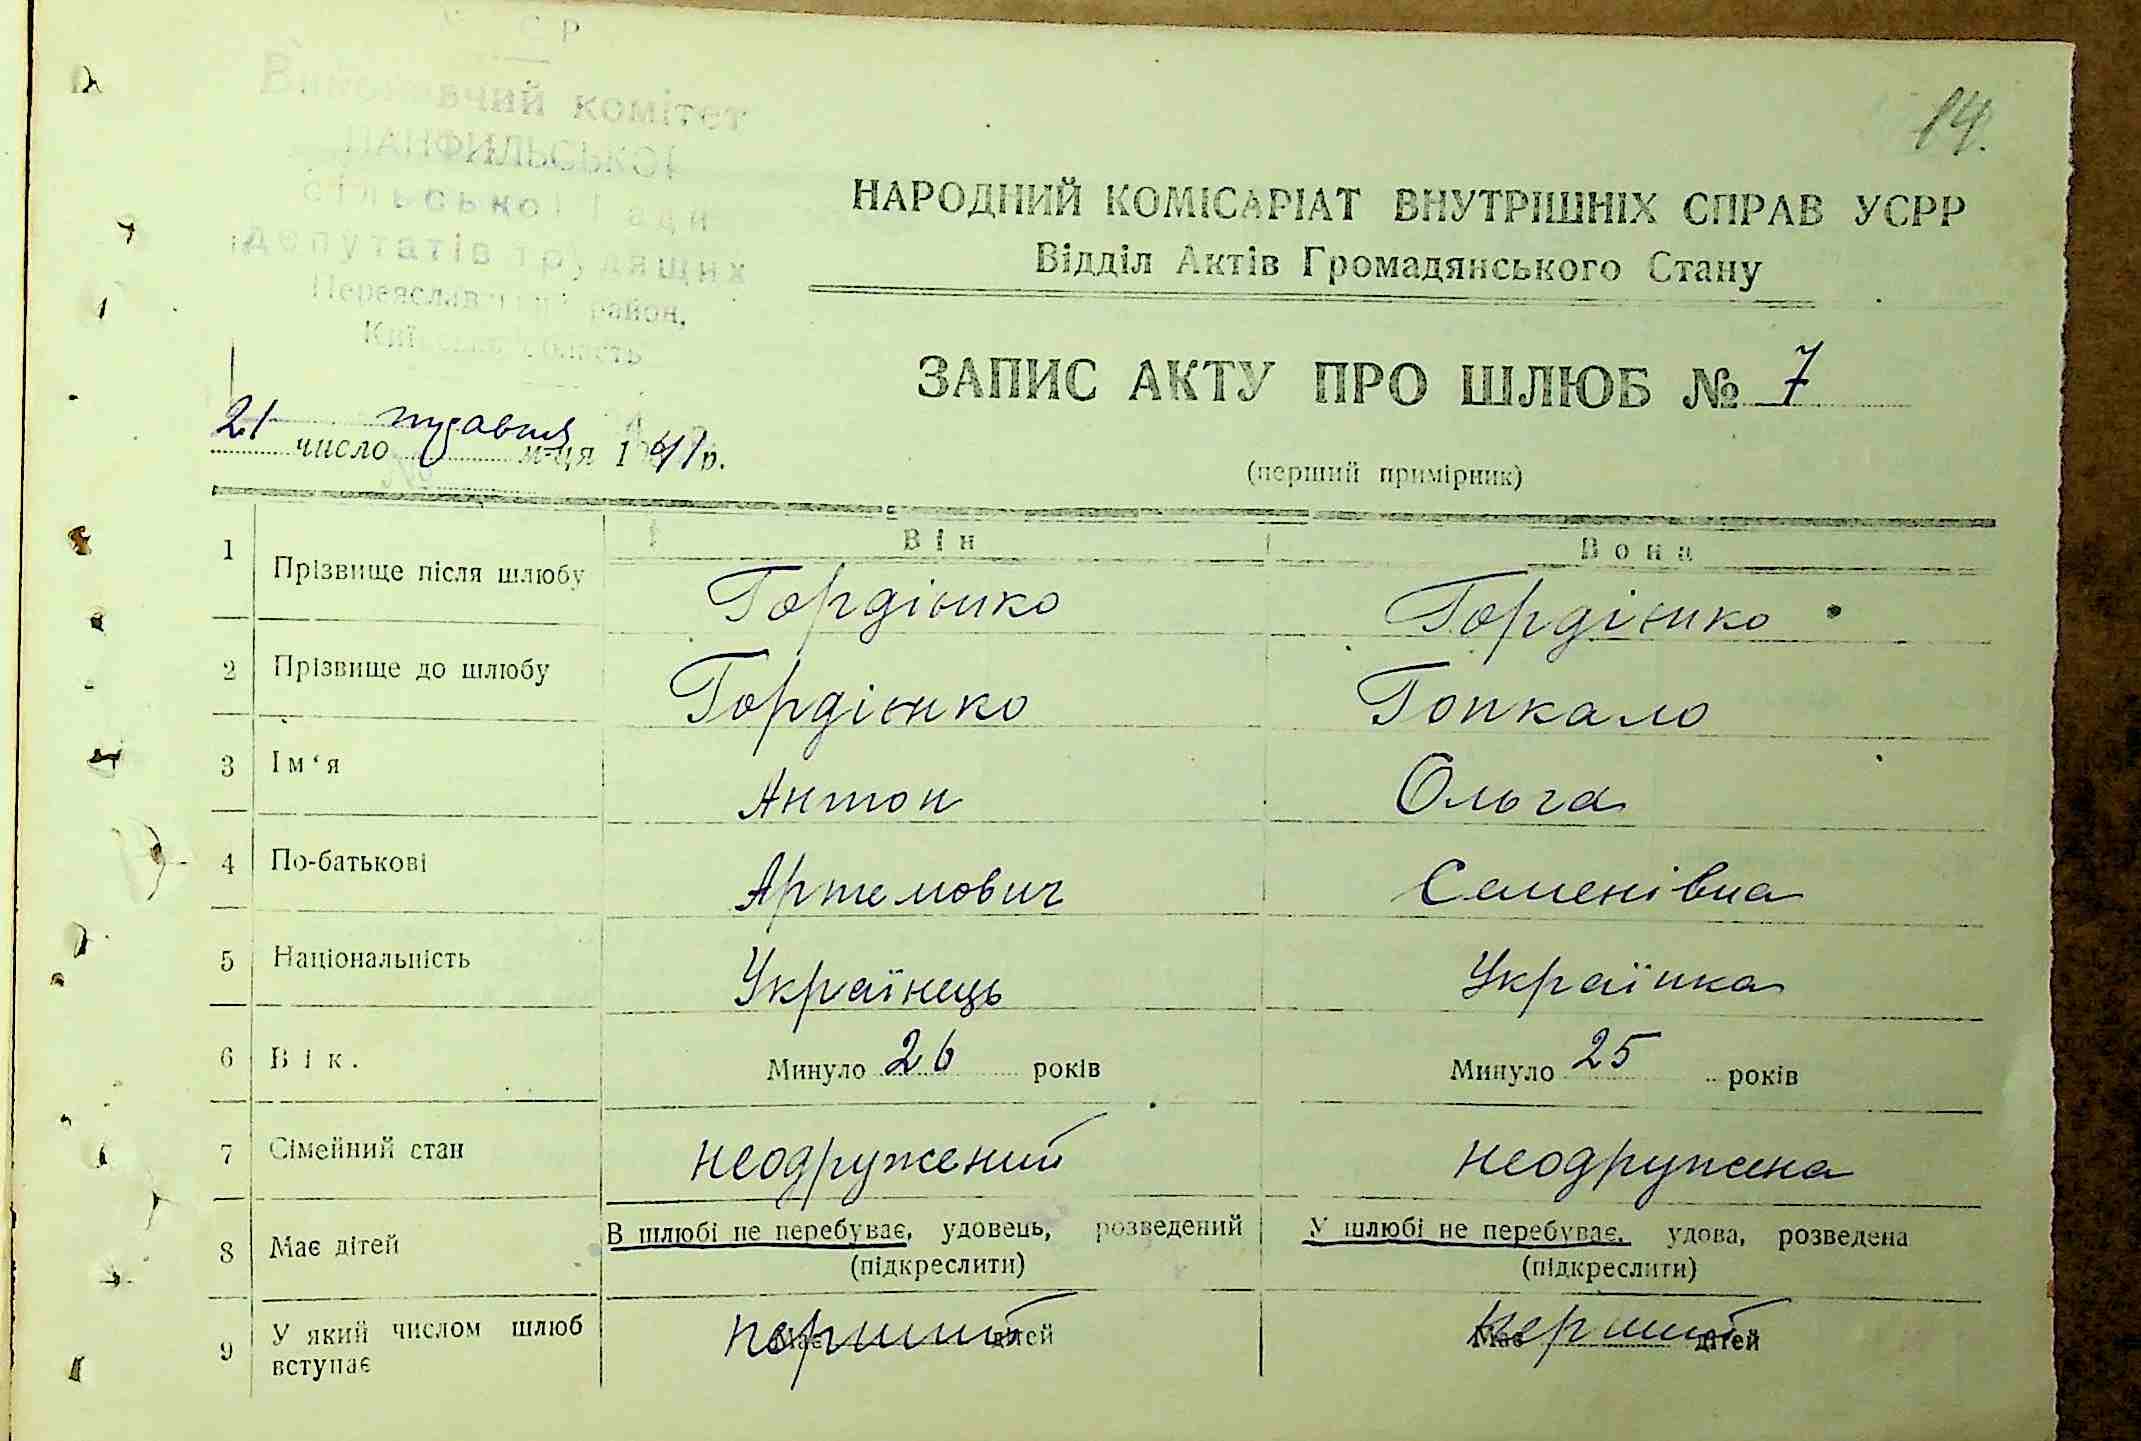 Виконавчий комітет
ПАНФИЛЬСЬКОЇ
сільської Ради
депутатів трудящих
район,
Київська область
14.
НАРОДНИЙ КОМІСАРІАТ ВНУТРІШНІХ СПРАВ УСРР
Відділ Актів Громадянського Стану
ЗАПИС АКТУ ПРО ШЛЮБ № 7
(перший примірник)
21 число травня м-ця 1941 р.
Він Вона
1 Прізвище після шлюбу Гордієнко Гордієнко
2 Прізвище до шлюбу Гордієнко Гопкало
3 Ім‘я Антон Ольга
4 По-батькові Артемович Семенівна
5 Національність Українець Українка
6 Вік. Минуло 26 років Минуло 25 років
7 Сімейний стан неодружений неодружена
8 Має дітей В шлюбі не перебуває, удовець, розведений У шлюбі не перебуває, удова, розведена
(підкреслити) (підкреслити)
9 У який числом шлюб вступає Має перший дітей Має перший дітей